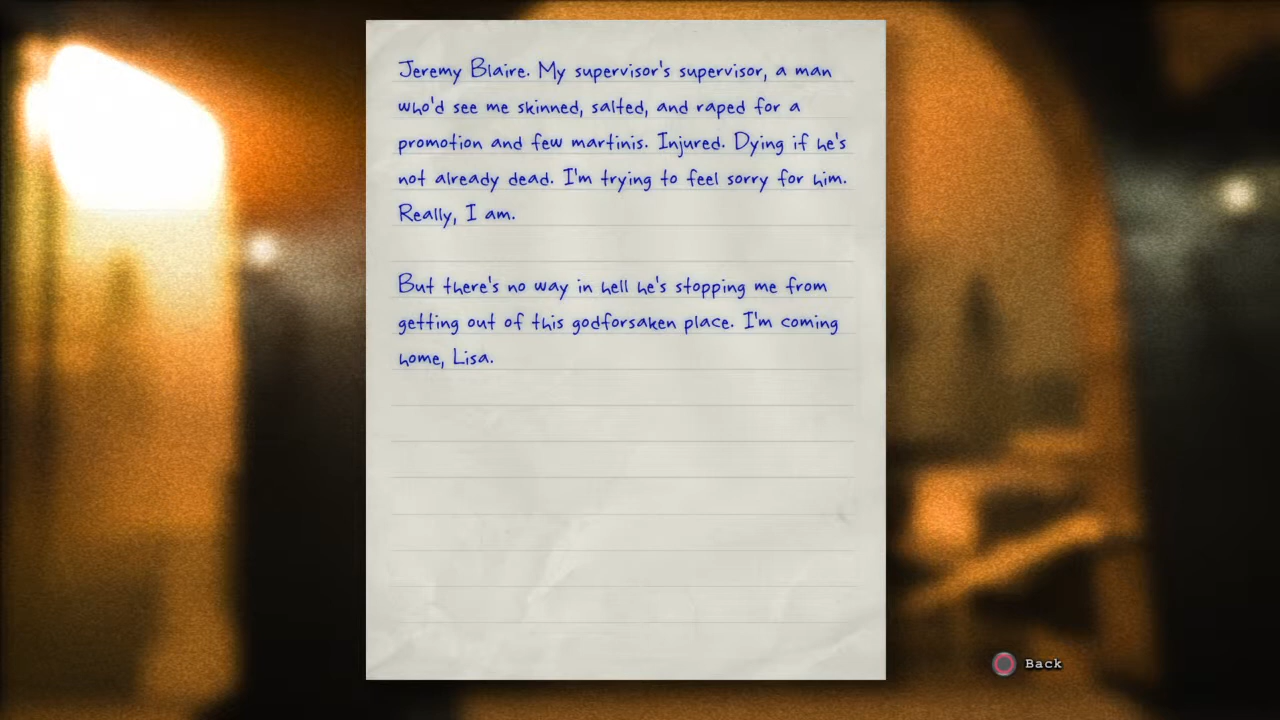 Jeremy Blaire. My supervisor's supervisor, a man
who'd see me skinned, salted, and raped for a
promotion and few martinis. Injured. Dying if he's
not already dead. I'm trying to feel sorry for him.
Really, I am.
But there's no way in hell he's stopping me from
getting out of this godforsaken place. I'm coming
home, Lisa.
Back